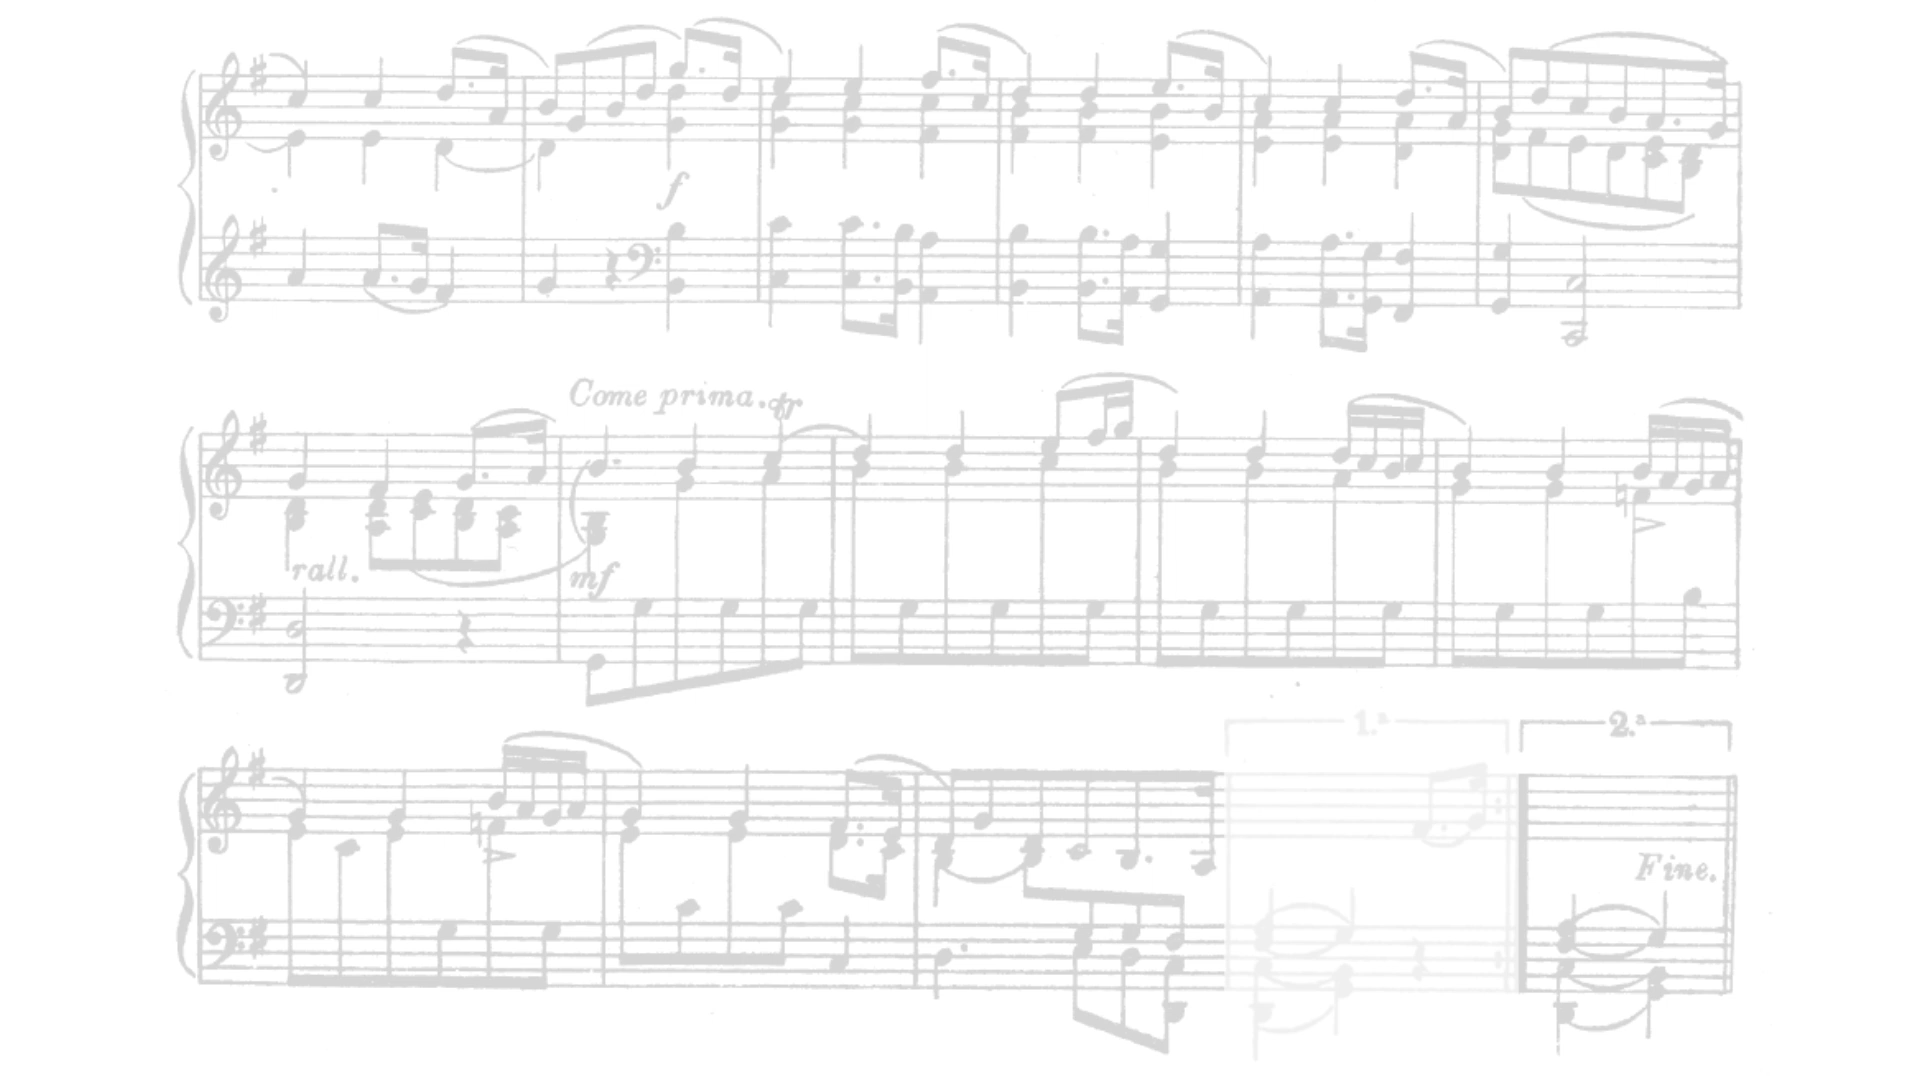 f
Come prima. tr
rall.
mf
1.a
2.a
Fine.